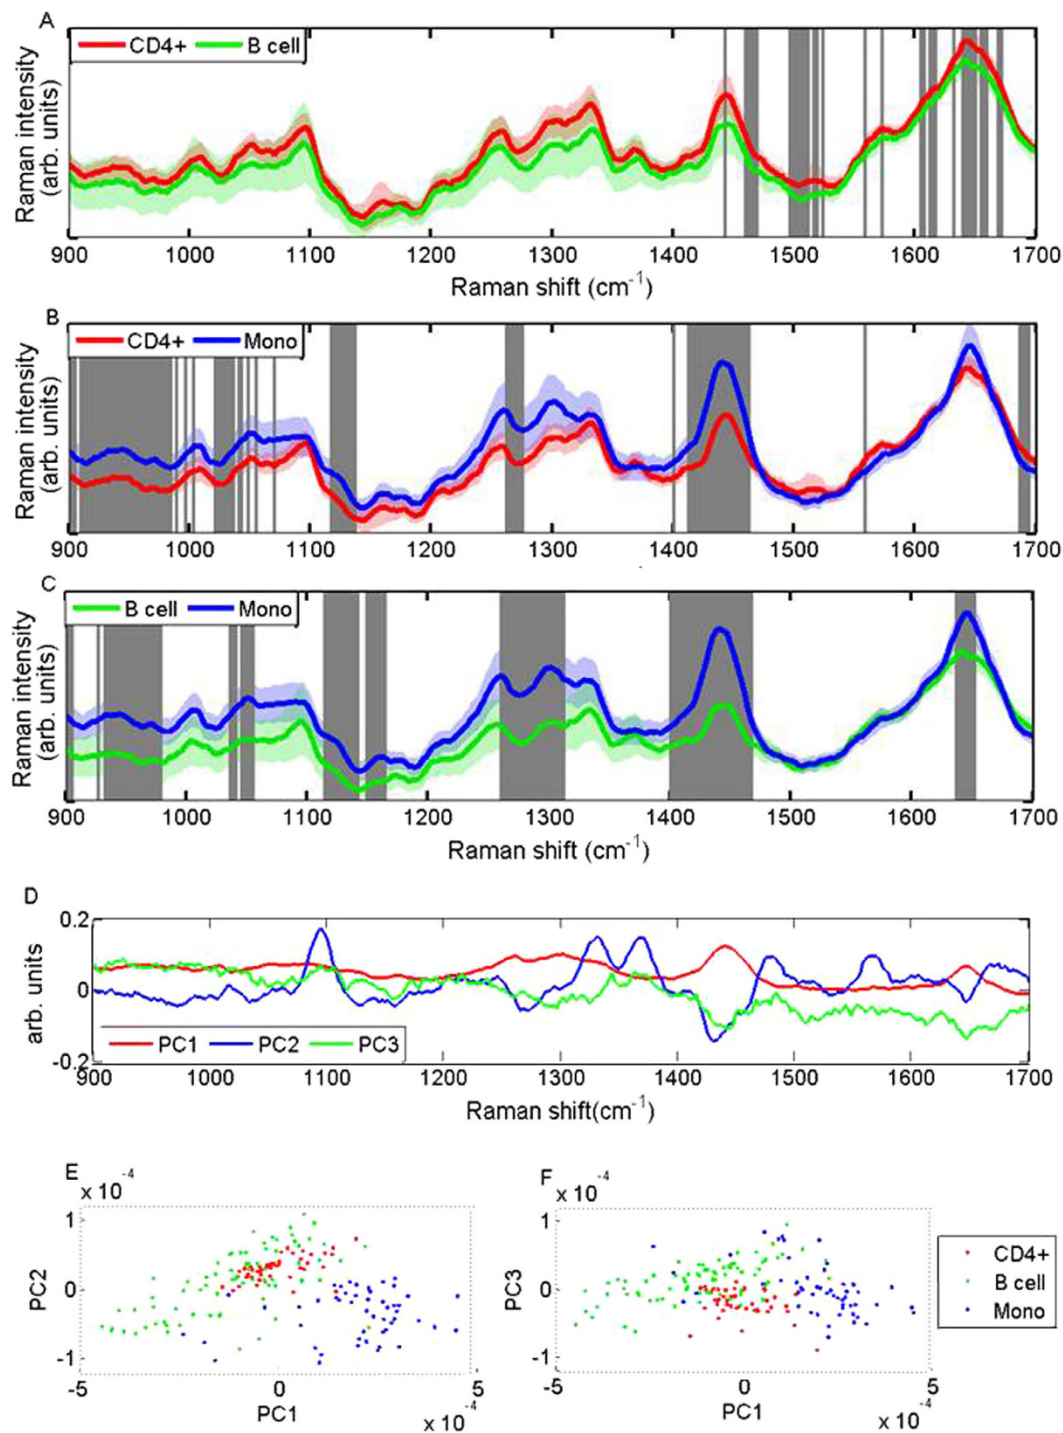 A
CD4+ B cell
Raman intensity
(arb. units)
900 1000 1100 1200 1300 1400 1500 1600 1700
Raman shift (cm-1)
B
CD4+ Mono
Raman intensity
(arb. units)
900 1000 1100 1200 1300 1400 1500 1600 1700
C
B cell Mono
Raman intensity
(arb. units)
900 1000 1100 1200 1300 1400 1500 1600 1700
Raman shift (cm-1)
D
0.2
0
-0.2
arb. units
PC1 PC2 PC3
900 1000 1100 1200 1300 1400 1500 1600 1700
Raman shift(cm-1)
E
x 10-4
1
0
-1
PC2
-5 0 5
PC1
x 10-4
F
x 10-4
1
0
-1
PC3
-5 0 5
PC1
x 10-4
CD4+
B cell
Mono